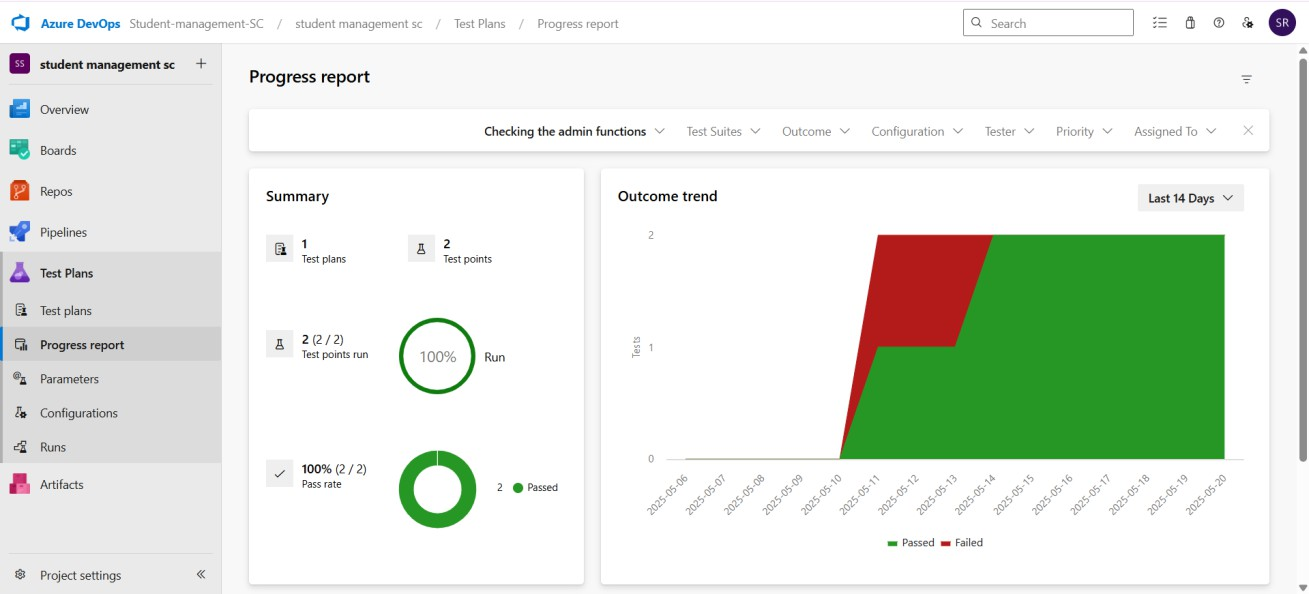 Azure DevOps Student-management-SC / student management sc / Test Plans / Progress report
Search
SR
SS student management sc +
Overview
Boards
Repos
Pipelines
Test Plans
Test plans
Progress report
Parameters
Configurations
Runs
Artifacts
Project settings
Progress report
Checking the admin functions Test Suites Outcome Configuration Tester Priority Assigned To
Summary
1
Test plans
2
Test points
2 (2 / 2)
Test points run
100%
Run
100% (2 / 2)
Pass rate
2 Passed
Outcome trend
Last 14 Days
2
1
0
Tests
2025-05-06
2025-05-07
2025-05-08
2025-05-09
2025-05-10
2025-05-11
2025-05-12
2025-05-13
2025-05-14
2025-05-15
2025-05-16
2025-05-17
2025-05-18
2025-05-19
2025-05-20
Passed Failed